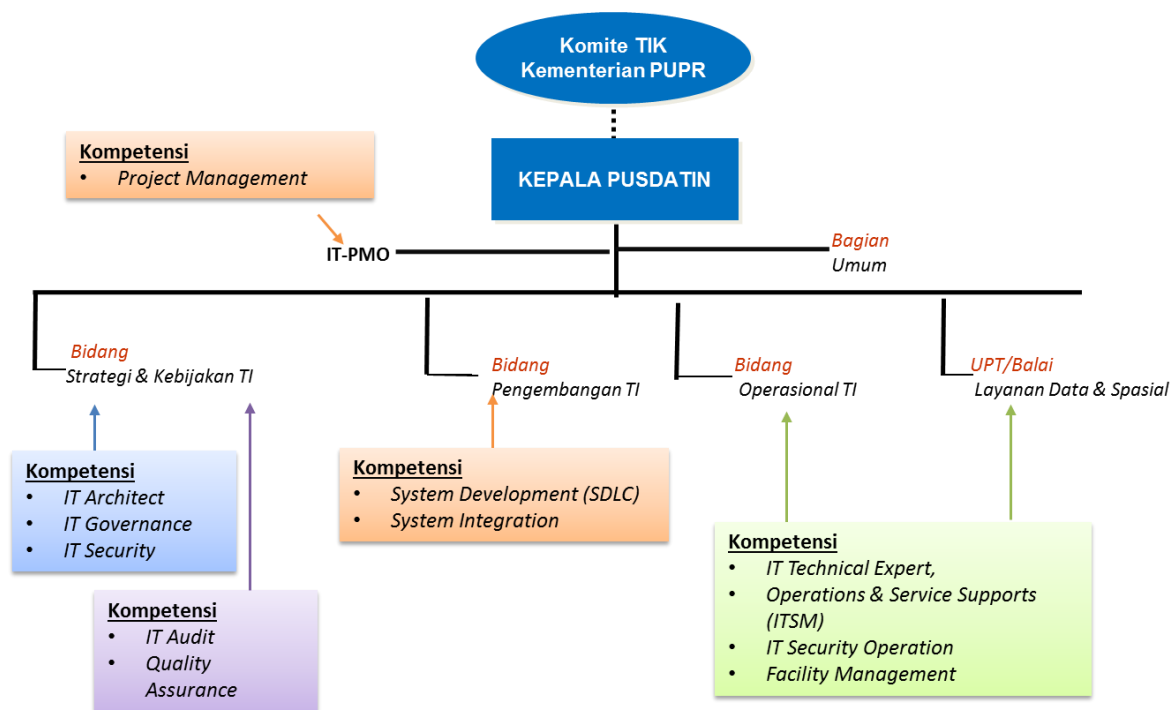 Komite TIK
Kementerian PUPR
Kompetensi
• Project Management
KEPALA PUSDATIN
IT-PMO
Bagian
Umum
Bidang
Strategi & Kebijakan TI
Bidang
Pengembangan TI
Bidang
Operasional TI
UPT/Balai
Layanan Data & Spasial
Kompetensi
• IT Architect
• IT Governance
• IT Security
Kompetensi
• IT Audit
• Quality
Assurance
Kompetensi
• System Development (SDLC)
• System Integration
Kompetensi
• IT Technical Expert,
• Operations & Service Supports
(ITSM)
• IT Security Operation
• Facility Management